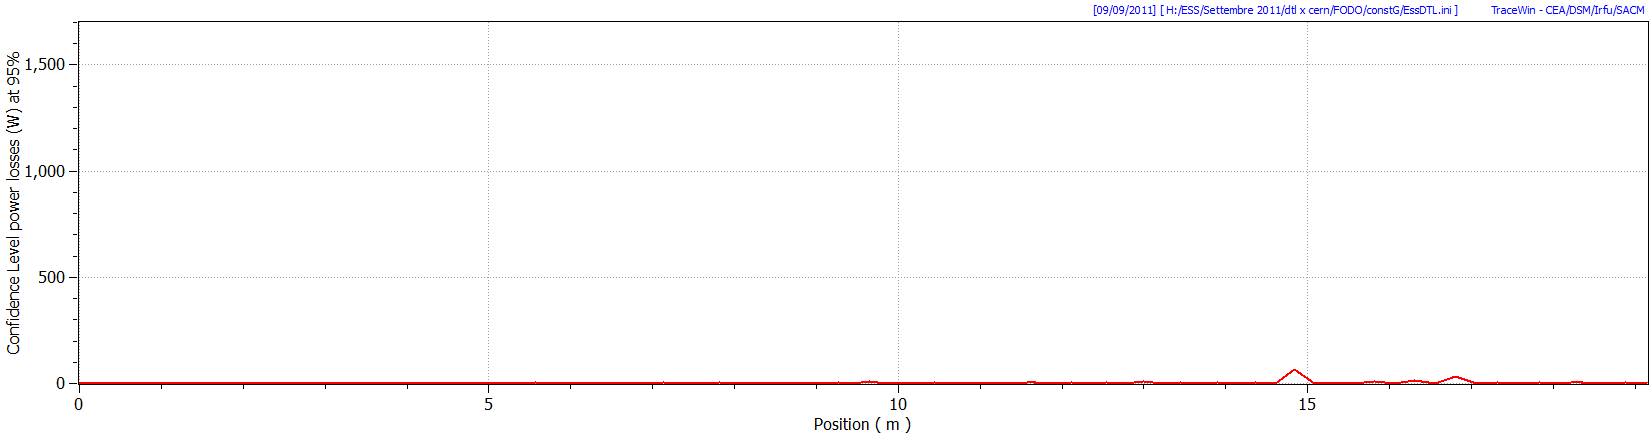 [09/09/2011] [ H:/ESS/Settembre 2011/dtl x cern/FODO/constG/EssDTL.ini ] TraceWin - CEA/DSM/Irfu/SACM
Confidence Level power losses (W) at 95%
1,500
1,000
500
0
0 5 10 15
Position ( m )